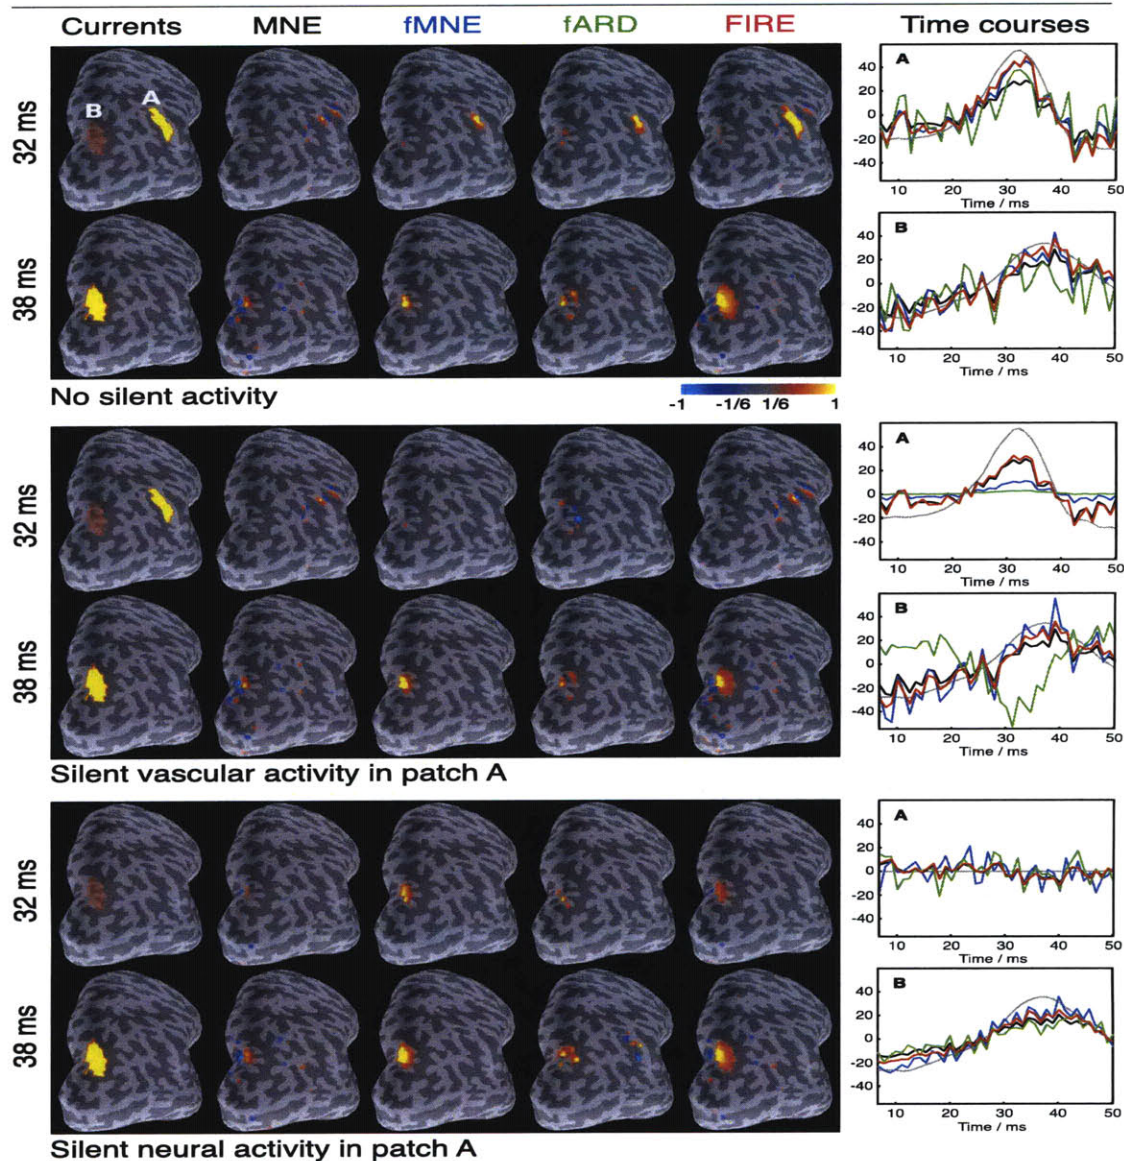 Currents MNE fMNE fARD FIRE Time courses
32 ms
B A
38 ms
No silent activity
-1 -1/6 1/6 1
A
40
20
0
-20
-40
10 20 30 40 50
Time / ms
B
40
20
0
-20
-40
10 20 30 40 50
Time / ms
32 ms
38 ms
Silent vascular activity in patch A
A
40
20
0
-20
-40
10 20 30 40 50
Time / ms
B
40
20
0
-20
-40
10 20 30 40 50
Time / ms
32 ms
38 ms
Silent neural activity in patch A
A
40
20
0
-20
-40
10 20 30 40 50
Time / ms
B
40
20
0
-20
-40
10 20 30 40 50
Time / ms